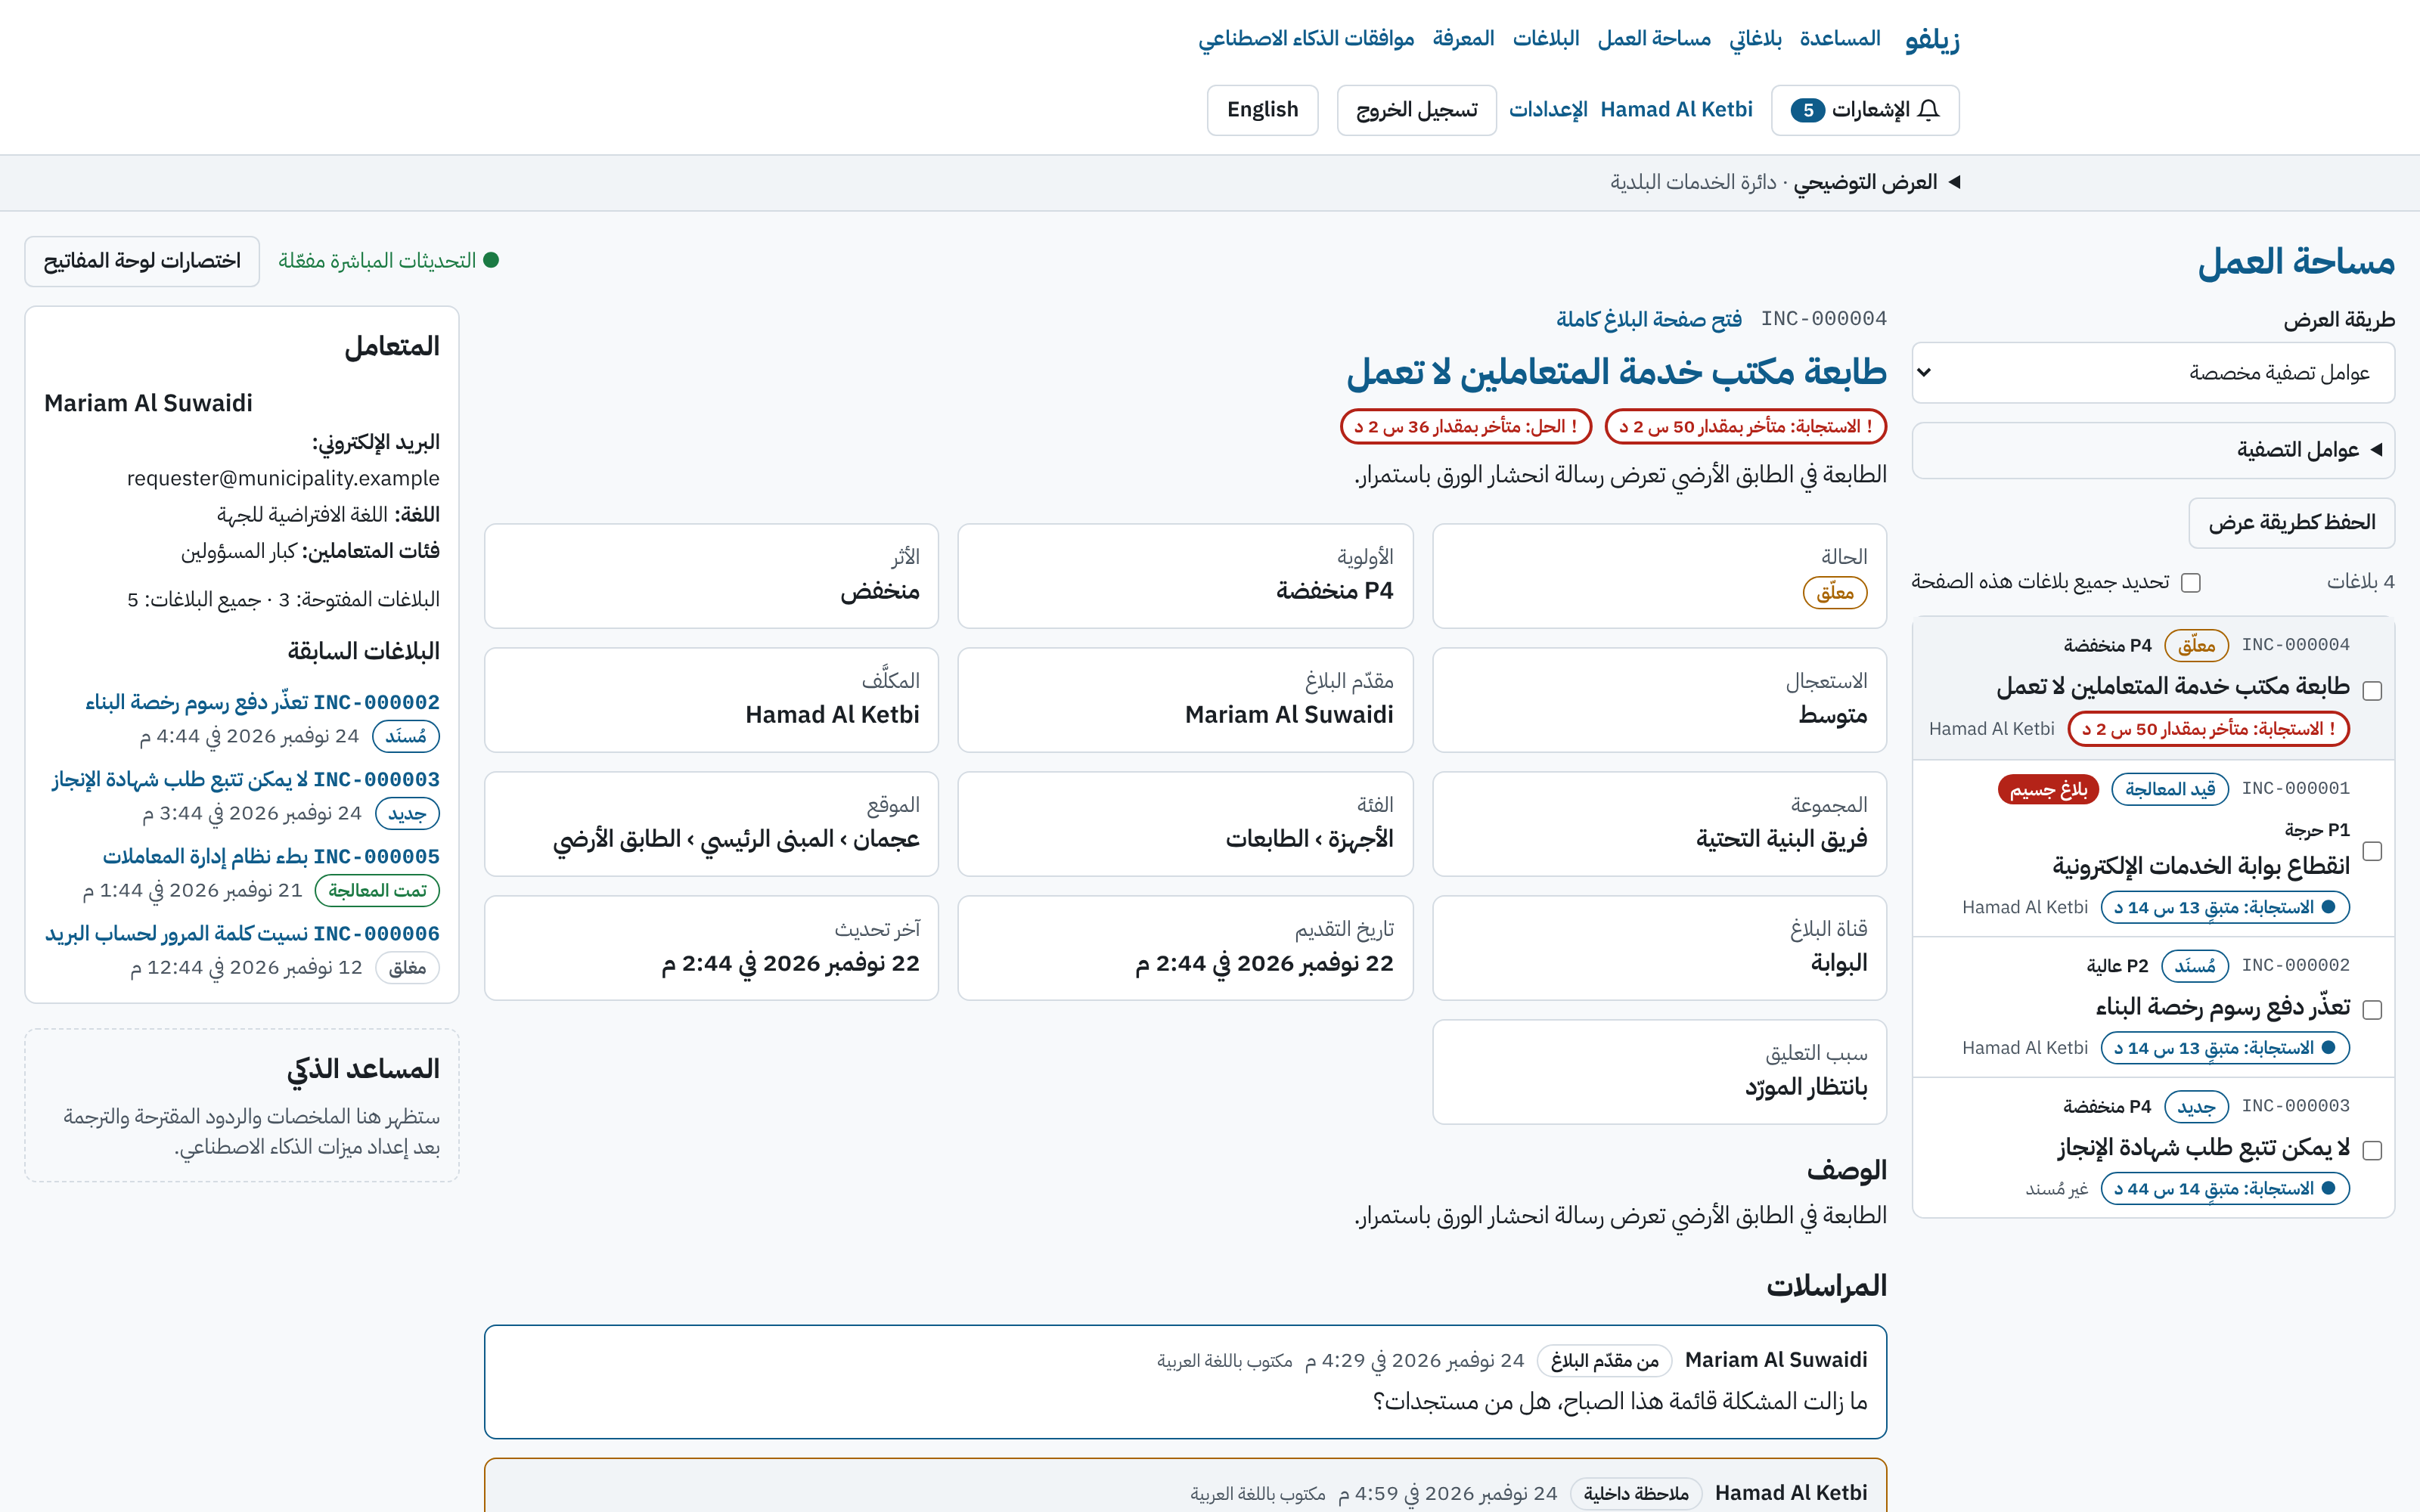 زيلفو المساعدة بلاغاتي مساحة العمل البلاغات المعرفة موافقات الذكاء الاصطناعي
الإشعارات 5 Hamad Al Ketbi الإعدادات تسجيل الخروج English
العرض التوضيحي · دائرة الخدمات البلدية
مساحة العمل
التحديثات المباشرة مفعّلة اختصارات لوحة المفاتيح
طريقة العرض
عوامل تصفية مخصصة
عوامل التصفية
الحفظ كطريقة عرض
4 بلاغات تحديد جميع بلاغات هذه الصفحة
INC-000004 معلّق P4 منخفضة
طابعة مكتب خدمة المتعاملين لا تعمل
! الاستجابة: متأخر بمقدار 50 س 2 د Hamad Al Ketbi
INC-000001 قيد المعالجة بلاغ جسيم
P1 حرجة
انقطاع بوابة الخدمات الإلكترونية
الاستجابة: متبقٍ 13 س 14 د Hamad Al Ketbi
INC-000002 مُسنَد P2 عالية
تعذّر دفع رسوم رخصة البناء
الاستجابة: متبقٍ 13 س 14 د Hamad Al Ketbi
INC-000003 جديد P4 منخفضة
لا يمكن تتبع طلب شهادة الإنجاز
الاستجابة: متبقٍ 14 س 44 د غير مُسند
INC-000004 فتح صفحة البلاغ كاملة
طابعة مكتب خدمة المتعاملين لا تعمل
! الاستجابة: متأخر بمقدار 50 س 2 د ! الحل: متأخر بمقدار 36 س 2 د
الطابعة في الطابق الأرضي تعرض رسالة انحشار الورق باستمرار.
الحالة
معلّق
الأولوية
P4 منخفضة
الأثر
منخفض
الاستعجال
متوسط
مقدّم البلاغ
Mariam Al Suwaidi
المكلَّف
Hamad Al Ketbi
المجموعة
فريق البنية التحتية
الفئة
الأجهزة › الطابعات
الموقع
عجمان › المبنى الرئيسي › الطابق الأرضي
قناة البلاغ
البوابة
تاريخ التقديم
22 نوفمبر 2026 في 2:44 م
آخر تحديث
22 نوفمبر 2026 في 2:44 م
سبب التعليق
بانتظار المورّد
الوصف
الطابعة في الطابق الأرضي تعرض رسالة انحشار الورق باستمرار.
المراسلات
Mariam Al Suwaidi من مقدّم البلاغ 24 نوفمبر 2026 في 4:29 م مكتوب باللغة العربية
ما زالت المشكلة قائمة هذا الصباح، هل من مستجدات؟
Hamad Al Ketbi ملاحظة داخلية 24 نوفمبر 2026 في 4:59 م مكتوب باللغة العربية
المتعامل
Mariam Al Suwaidi
البريد الإلكتروني:
requester@municipality.example
اللغة: اللغة الافتراضية للجهة
فئات المتعاملين: كبار المسؤولين
البلاغات المفتوحة: 3 · جميع البلاغات: 5
البلاغات السابقة
INC-000002 تعذّر دفع رسوم رخصة البناء
مُسنَد 24 نوفمبر 2026 في 4:44 م
INC-000003 لا يمكن تتبع طلب شهادة الإنجاز
جديد 24 نوفمبر 2026 في 3:44 م
INC-000005 بطء نظام إدارة المعاملات
تمت المعالجة 21 نوفمبر 2026 في 1:44 م
INC-000006 نسيت كلمة المرور لحساب البريد
مغلق 12 نوفمبر 2026 في 12:44 م
المساعد الذكي
ستظهر هنا الملخصات والردود المقترحة والترجمة
بعد إعداد ميزات الذكاء الاصطناعي.